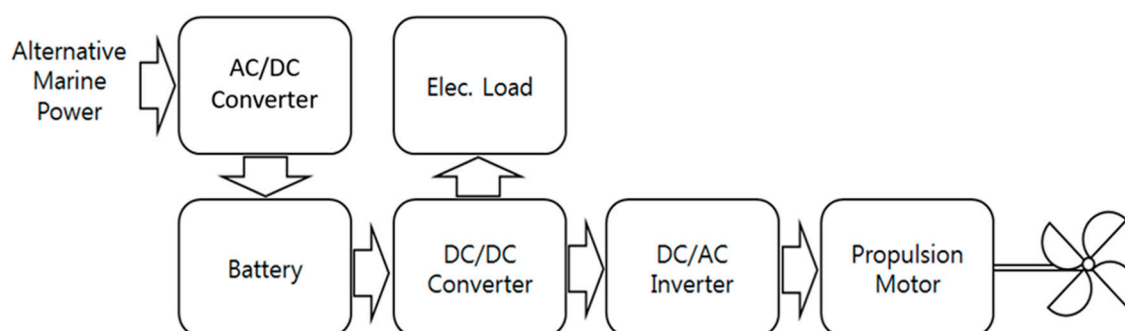 Alternative
Marine
Power
AC/DC
Converter
Elec. Load
Battery
DC/DC
Converter
DC/AC
Inverter
Propulsion
Motor